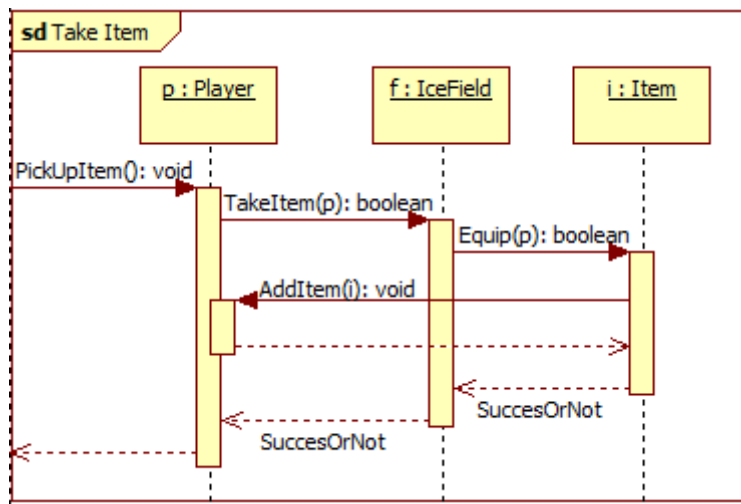 sd Take Item
p : Player
f : IceField
i : Item
PickUpItem(): void
TakeItem(p): boolean
Equip(p): boolean
AddItem(i): void
SuccesOrNot
SuccesOrNot